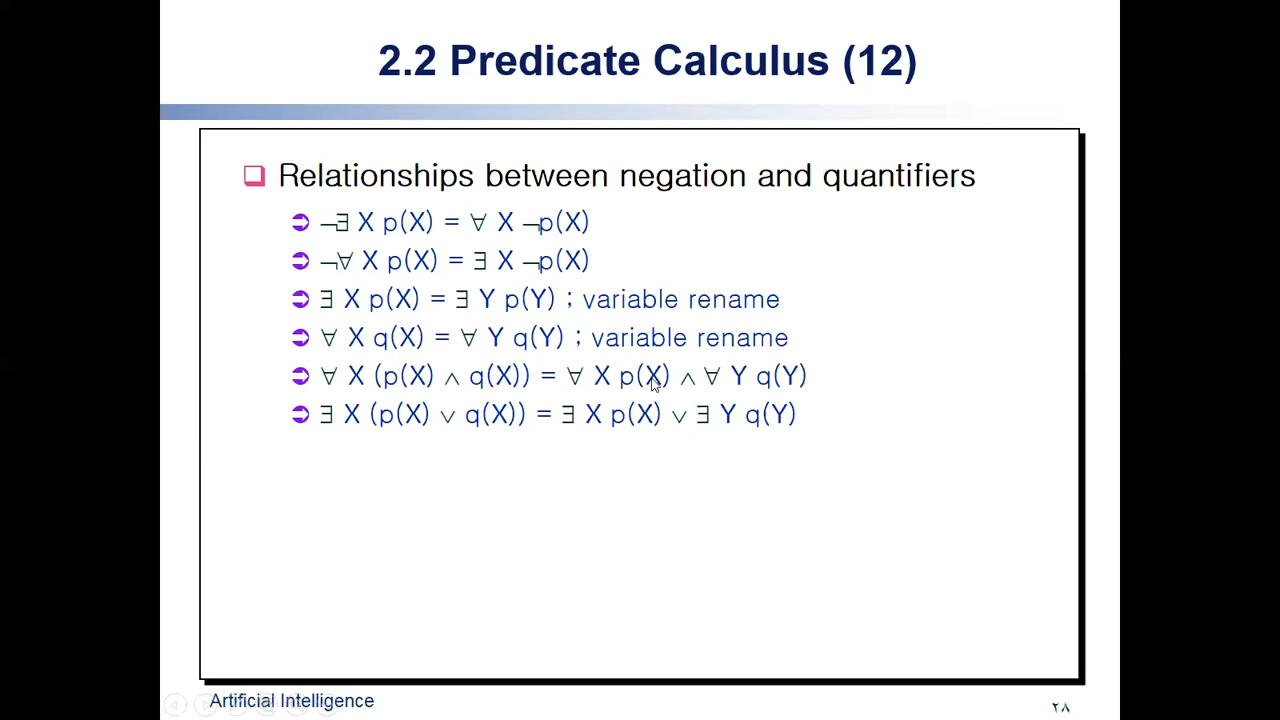 2.2 Predicate Calculus (12)
Relationships between negation and quantifiers
¬∃ X p(X) = ∀ X ¬p(X)
¬∀ X p(X) = ∃ X ¬p(X)
∃ X p(X) = ∃ Y p(Y) ; variable rename
∀ X q(X) = ∀ Y q(Y) ; variable rename
∀ X (p(X) ∧ q(X)) = ∀ X p(X) ∧ ∀ Y q(Y)
∃ X (p(X) ∨ q(X)) = ∃ X p(X) ∨ ∃ Y q(Y)
Artificial Intelligence
٢٨